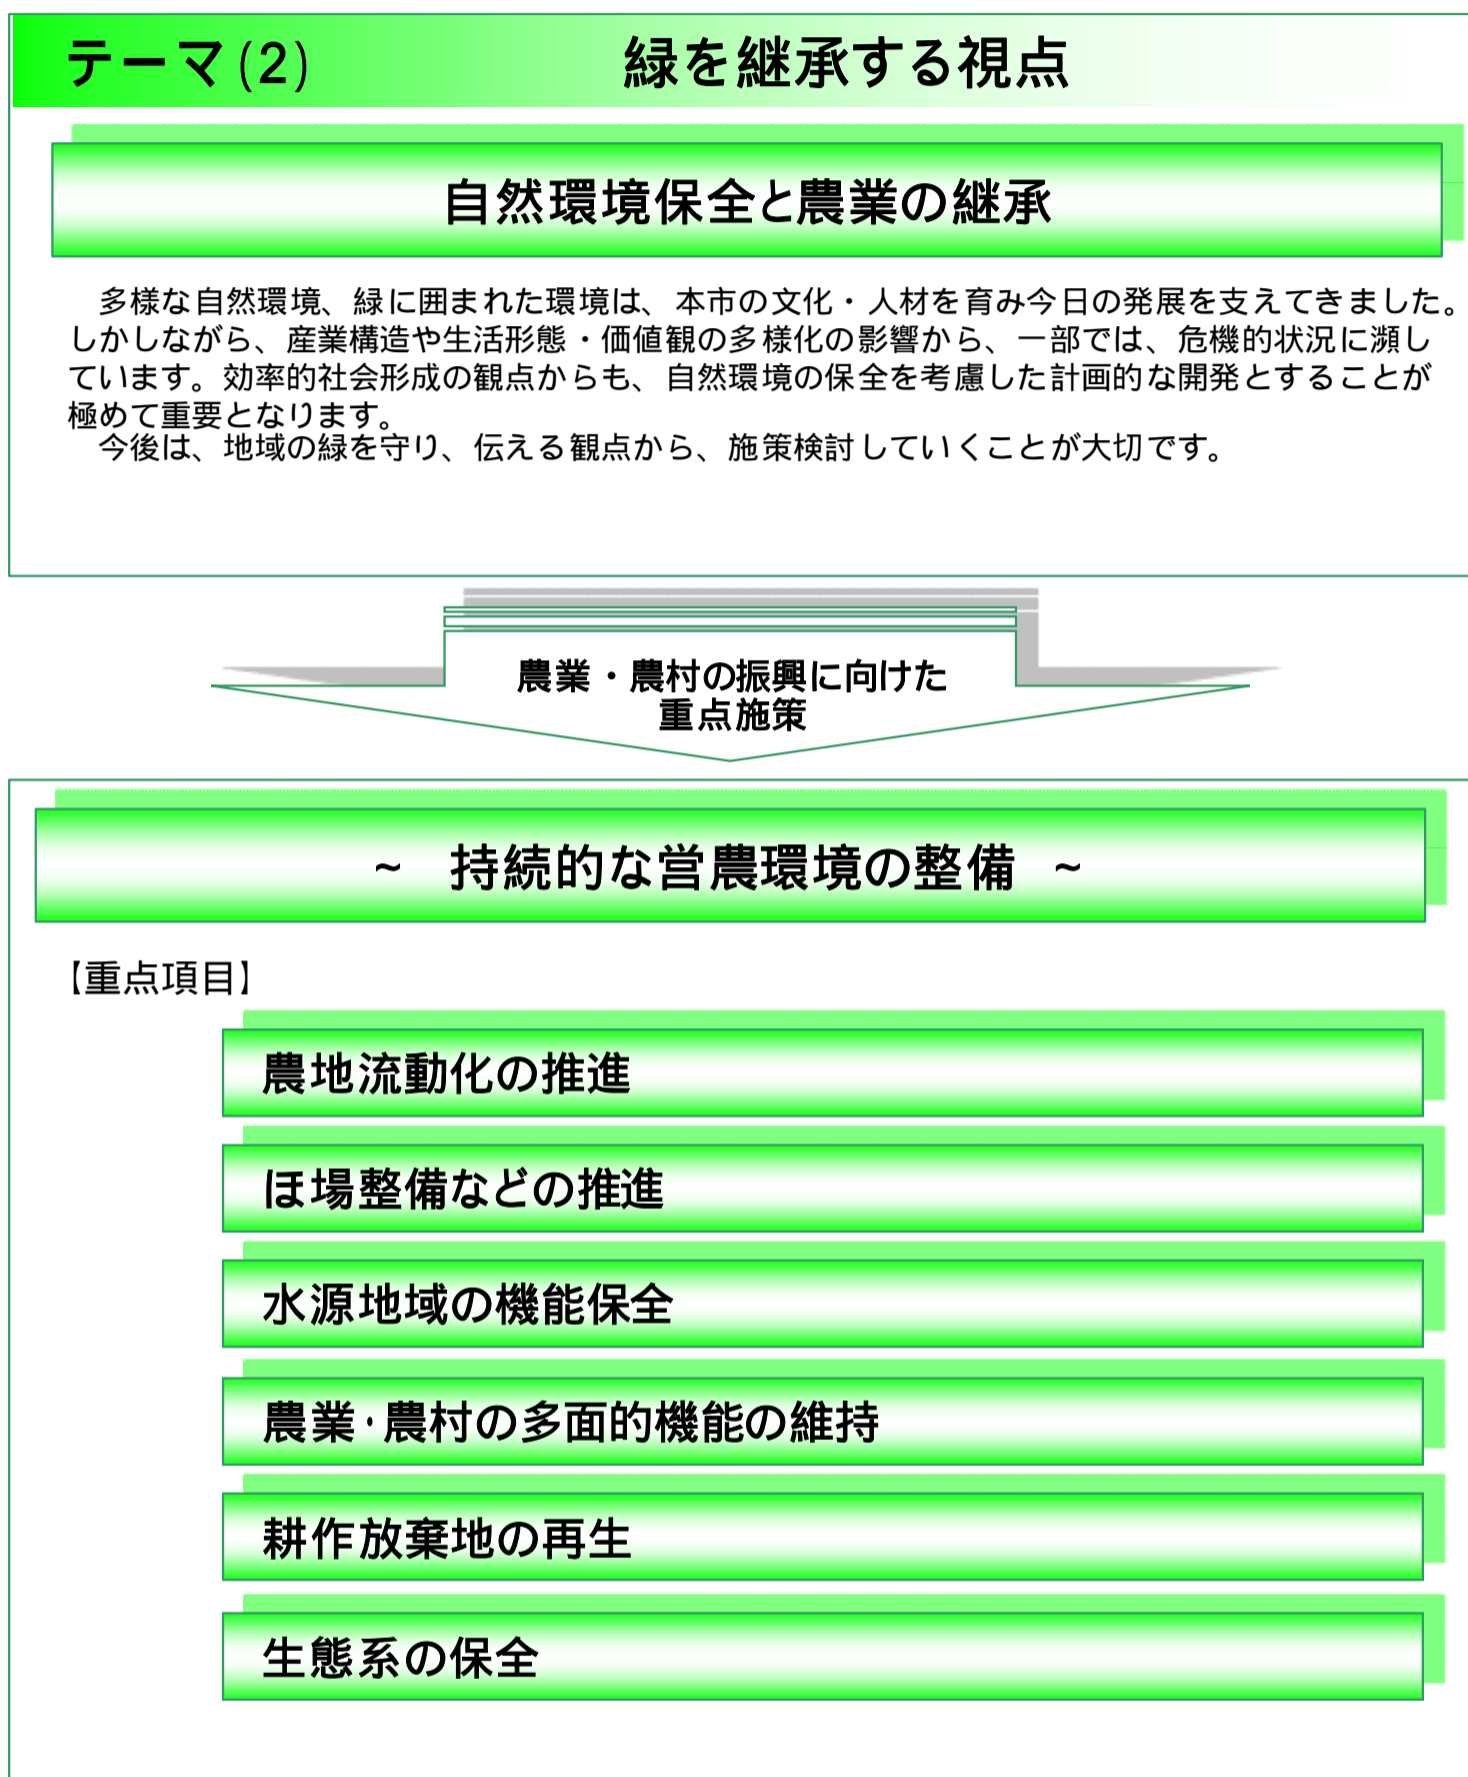 テーマ(2)　緑を継承する視点
自然環境保全と農業の継承
　多様な自然環境、緑に囲まれた環境は、本市の文化・人材を育み今日の発展を支えてきました。
しかしながら、産業構造や生活形態・価値観の多様化の影響から、一部では、危機的状況に瀕し
ています。効率的社会形成の観点からも、自然環境の保全を考慮した計画的な開発とすることが
極めて重要となります。
　今後は、地域の緑を守り、伝える観点から、施策検討していくことが大切です。
農業・農村の振興に向けた
重点施策
~　持続的な営農環境の整備　~
【重点項目】
農地流動化の推進
ほ場整備などの推進
水源地域の機能保全
農業・農村の多面的機能の維持
耕作放棄地の再生
生態系の保全